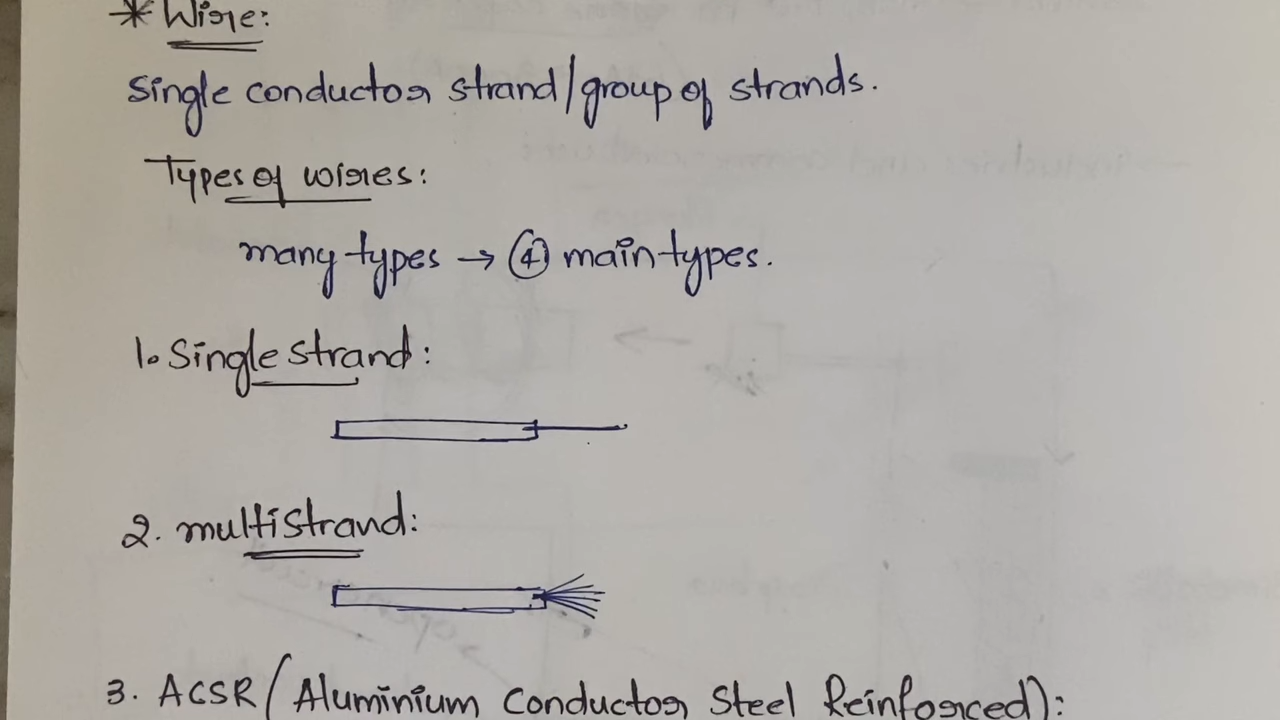 * Wire:
Single conductor strand/group of strands.
Types of wires:
many types → ④ main types.
1. Single strand:
2. multistrand:
3. ACSR (Aluminium Conductor Steel Reinforced):